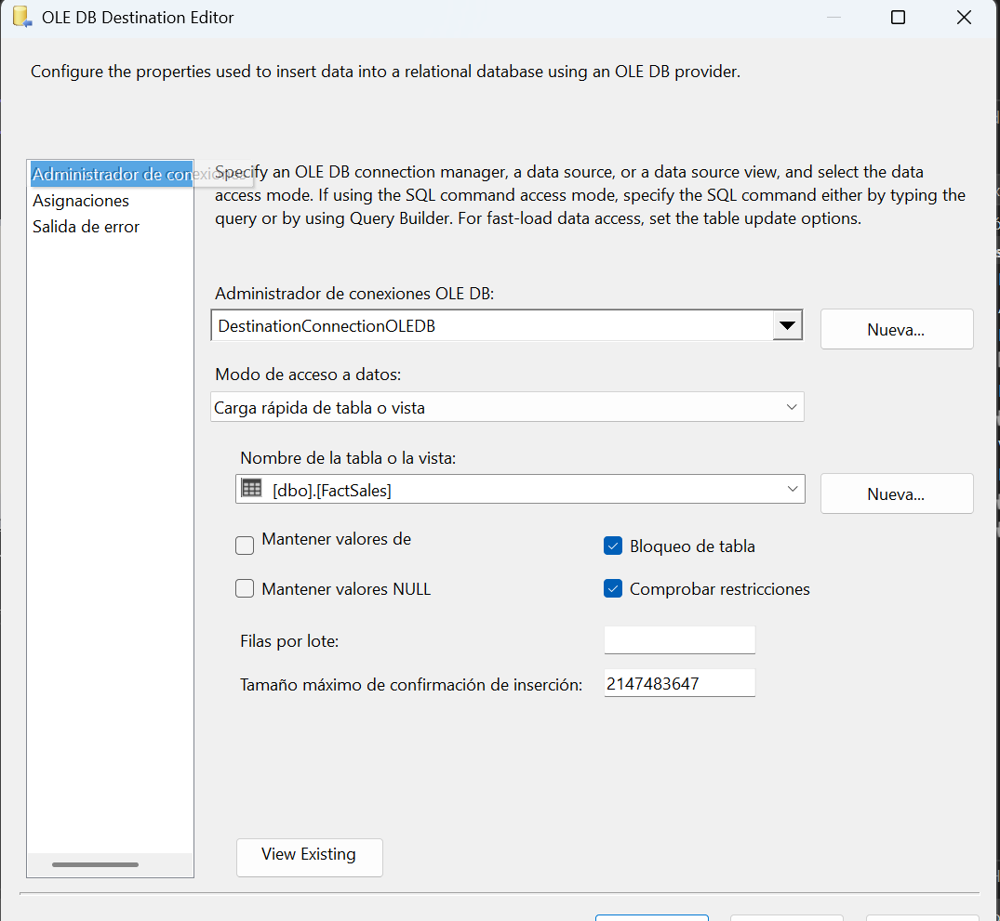 OLE DB Destination Editor
Configure the properties used to insert data into a relational database using an OLE DB provider.
Administrador de conexiones
Asignaciones
Salida de error
Specify an OLE DB connection manager, a data source, or a data source view, and select the data
access mode. If using the SQL command access mode, specify the SQL command either by typing the
query or by using Query Builder. For fast-load data access, set the table update options.
Administrador de conexiones OLE DB:
DestinationConnectionOLEDB
Nueva...
Modo de acceso a datos:
Carga rápida de tabla o vista
Nombre de la tabla o la vista:
[dbo].[FactSales]
Nueva...
Mantener valores de
Bloqueo de tabla
Mantener valores NULL
Comprobar restricciones
Filas por lote:
Tamaño máximo de confirmación de inserción:
2147483647
View Existing